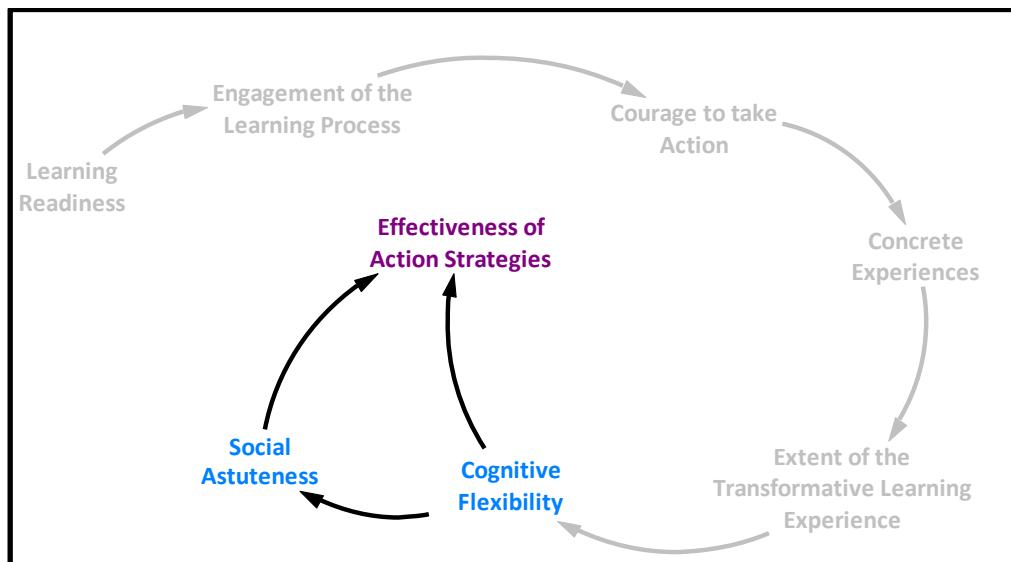 Engagement of the
Learning Process
Courage to take
Action
Learning
Readiness
Effectiveness of
Action Strategies
Concrete
Experiences
Social
Astuteness
Cognitive
Flexibility
Extent of the
Transformative Learning
Experience